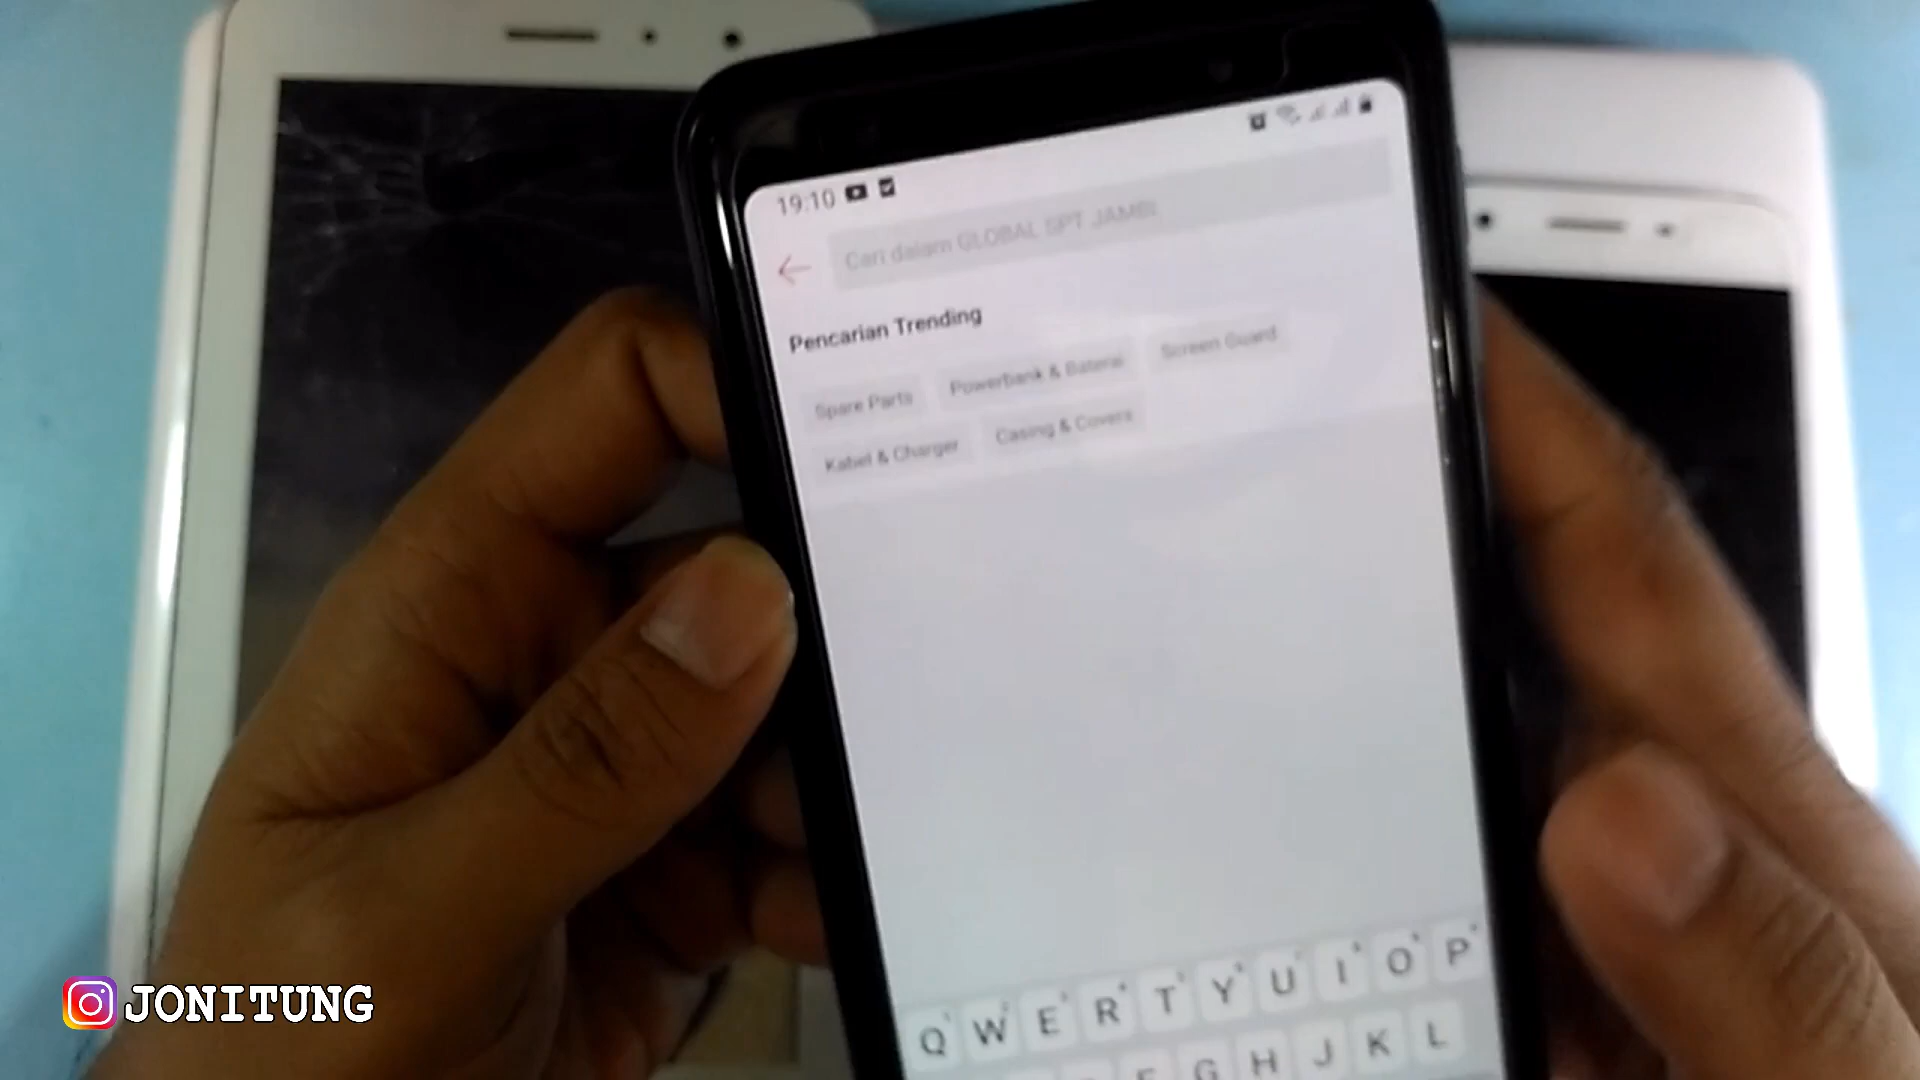 19:10
Cari dalam GLOBAL SPT JAMBI
Pencarian Trending
Spare Parts
Powerbank & Baterai
Screen Guard
Kabel & Charger
Casing & Covers
Q W E R T Y U I O P
G H J K L
JONITUNG